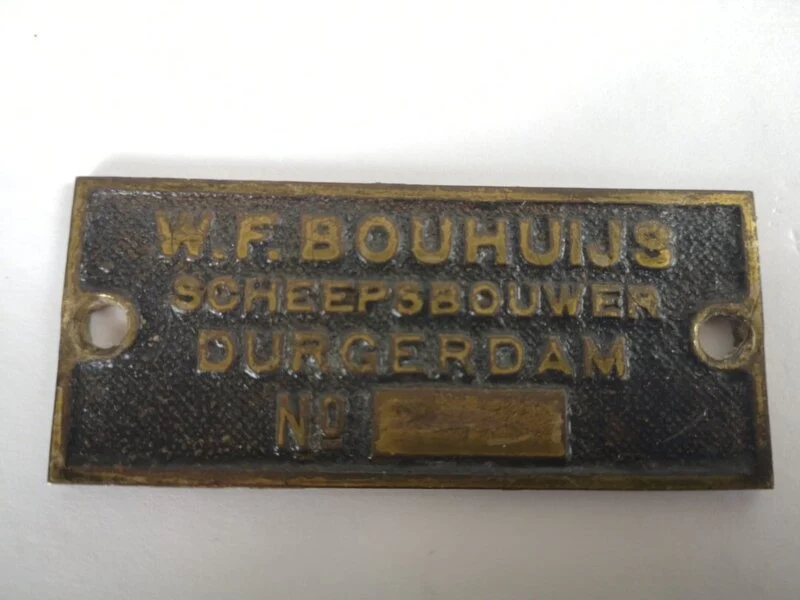 W.F. BOUHUIJS
SCHEEPSBOUWER
DURGERDAM
No